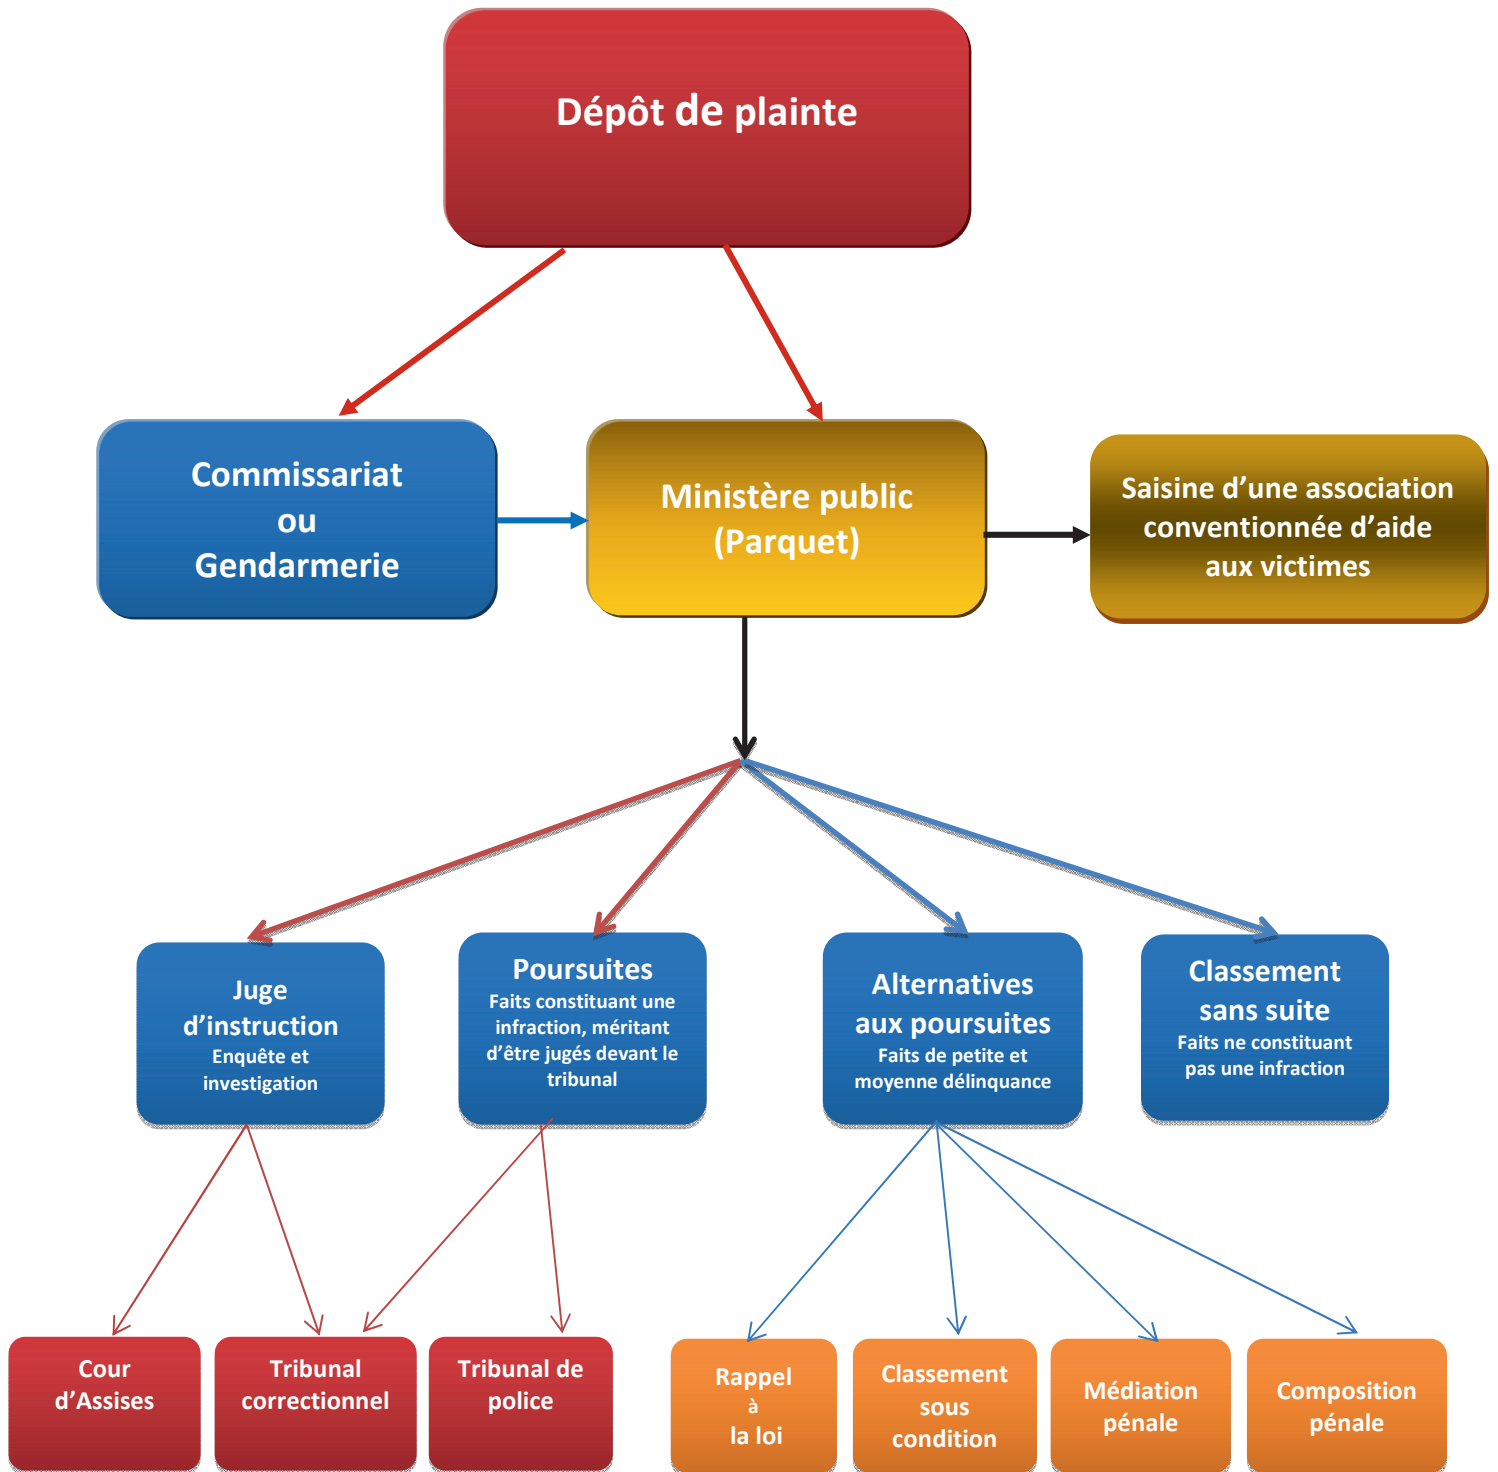 Dépôt de plainte
Commissariat
ou
Gendarmerie
Ministère public
(Parquet)
Saisine d’une association
conventionnée d’aide
aux victimes
Juge
d’instruction
Enquête et
investigation
Poursuites
Faits constituant une
infraction, méritant
d’être jugés devant le
tribunal
Alternatives
aux poursuites
Faits de petite et
moyenne délinquance
Classement
sans suite
Faits ne constituant
pas une infraction
Cour
d’Assises
Tribunal
correctionnel
Tribunal de
police
Rappel
à
la loi
Classement
sous
condition
Médiation
pénale
Composition
pénale